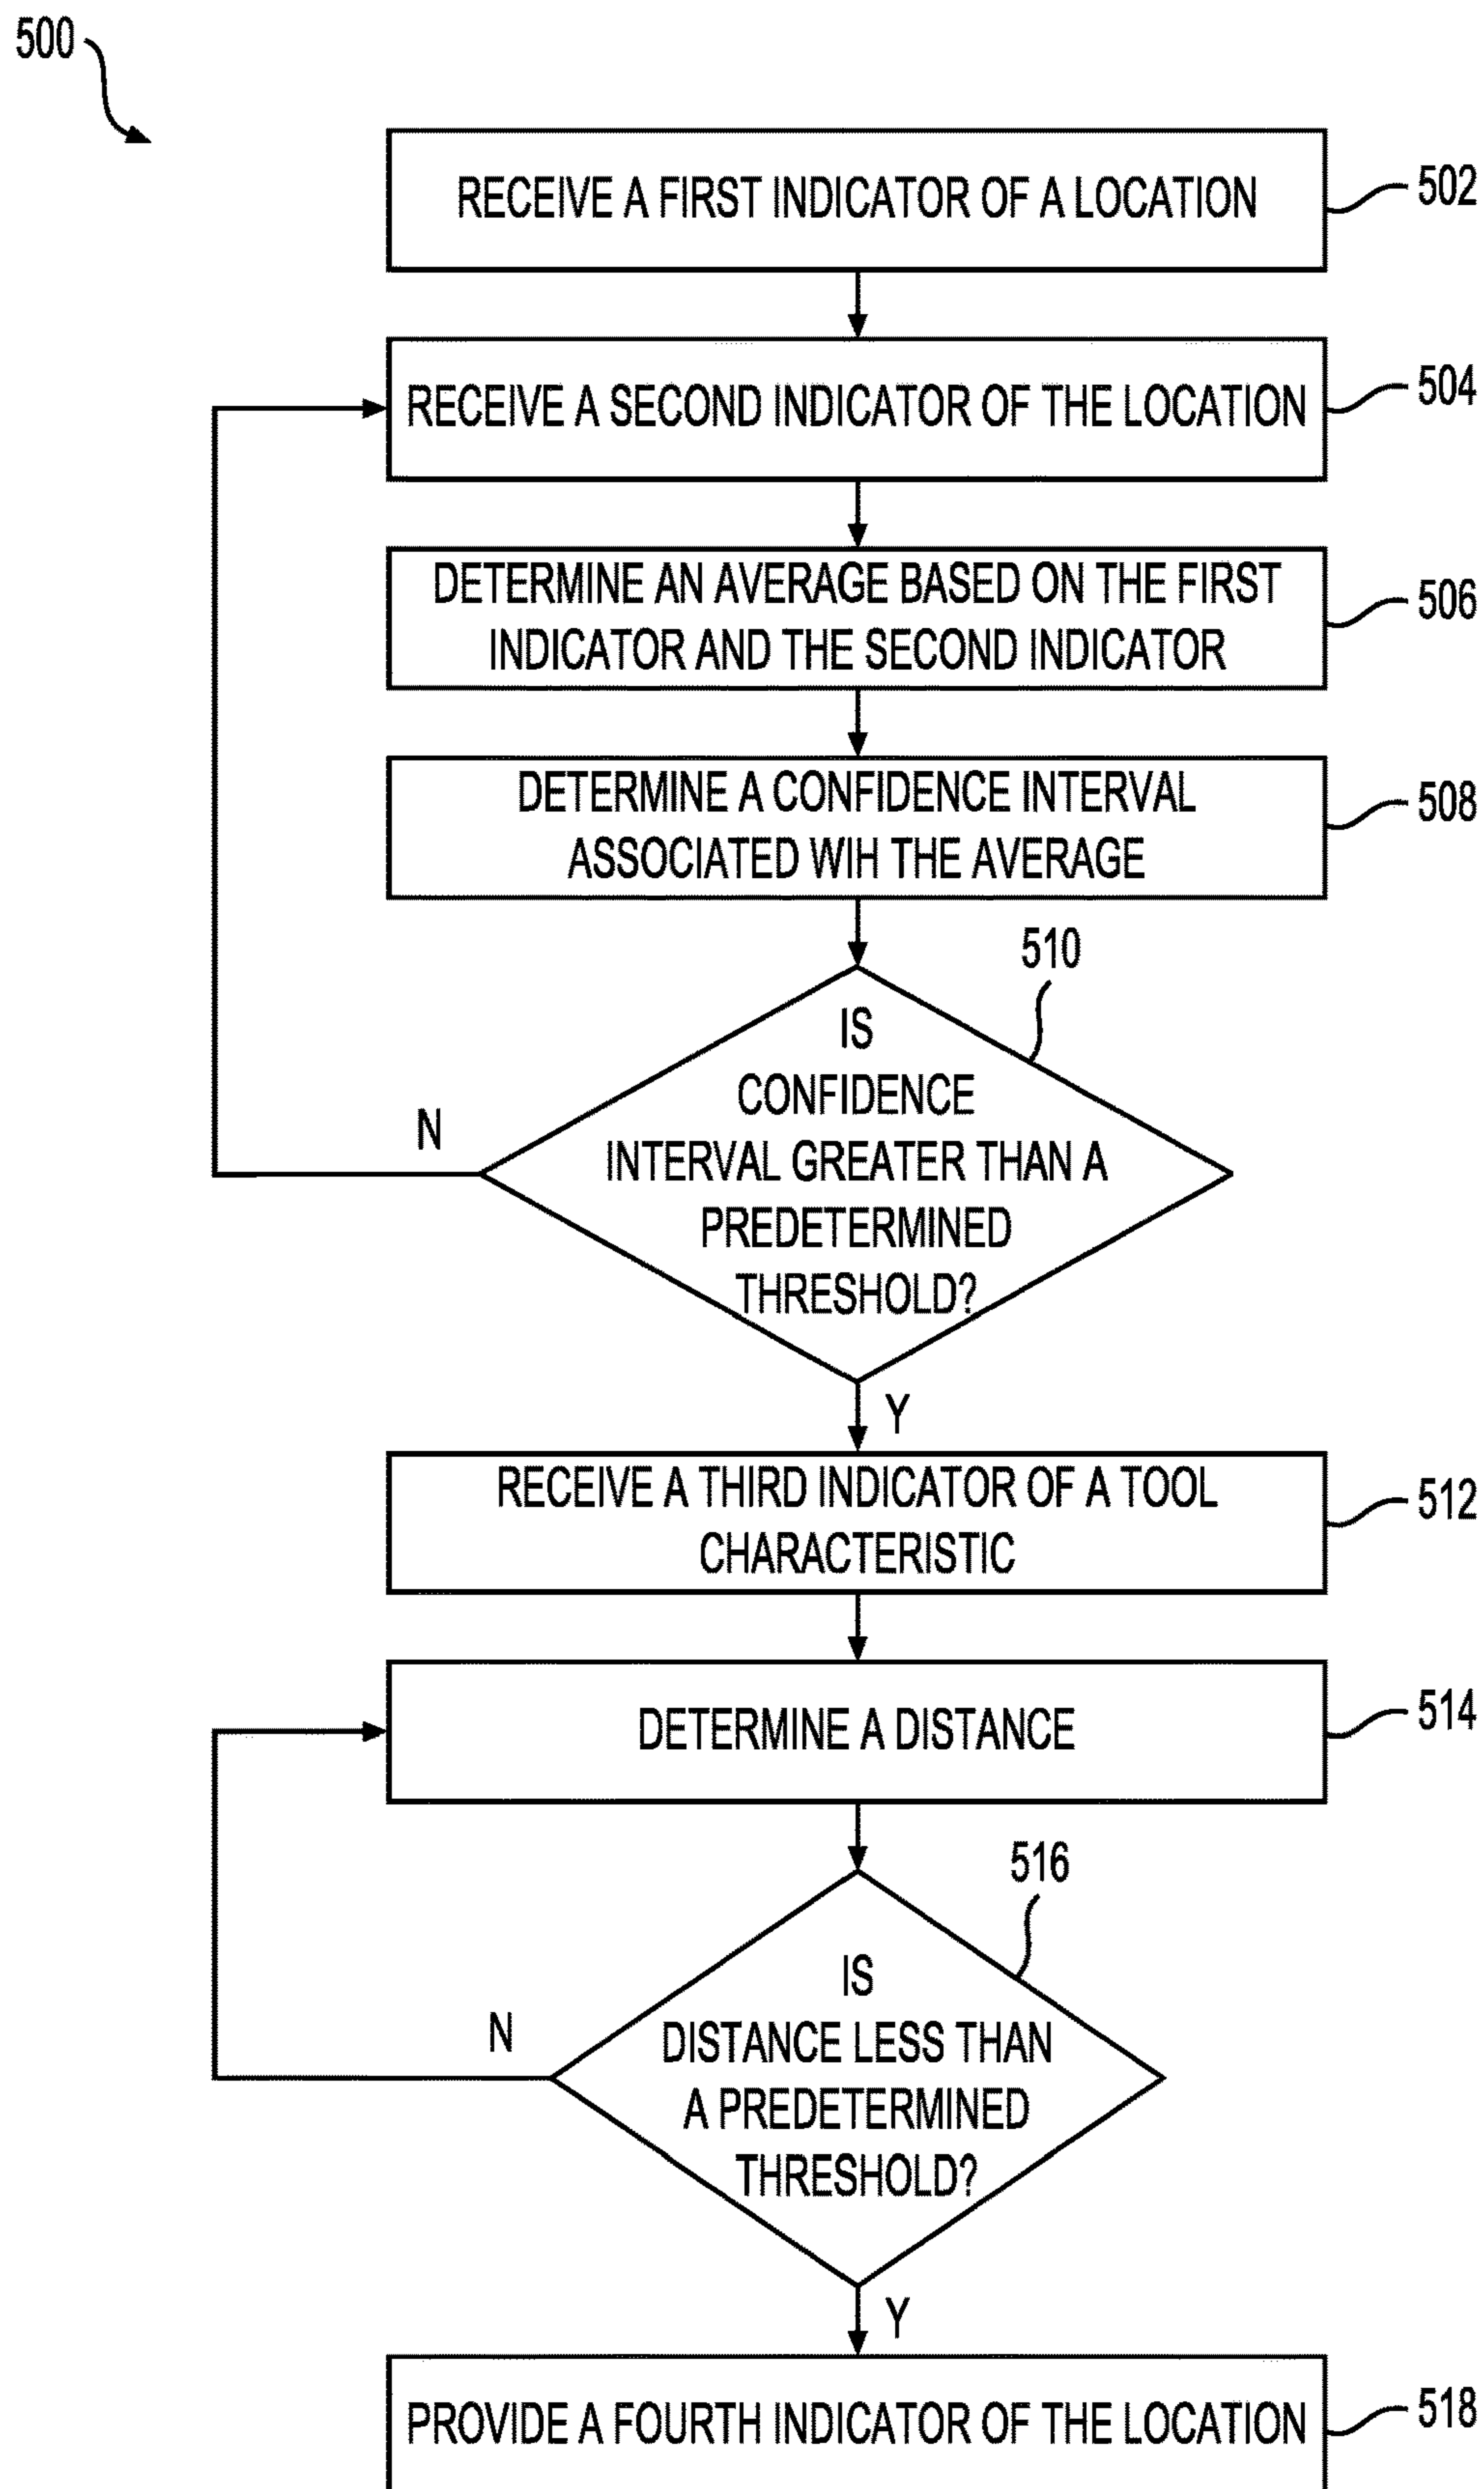 500
RECEIVE A FIRST INDICATOR OF A LOCATION
502
RECEIVE A SECOND INDICATOR OF THE LOCATION
504
DETERMINE AN AVERAGE BASED ON THE FIRST
INDICATOR AND THE SECOND INDICATOR
506
DETERMINE A CONFIDENCE INTERVAL
ASSOCIATED WIH THE AVERAGE
508
510
IS
CONFIDENCE
INTERVAL GREATER THAN A
PREDETERMINED
THRESHOLD?
N
Y
RECEIVE A THIRD INDICATOR OF A TOOL
CHARACTERISTIC
512
DETERMINE A DISTANCE
514
516
IS
DISTANCE LESS THAN
A PREDETERMINED
THRESHOLD?
N
Y
PROVIDE A FOURTH INDICATOR OF THE LOCATION
518